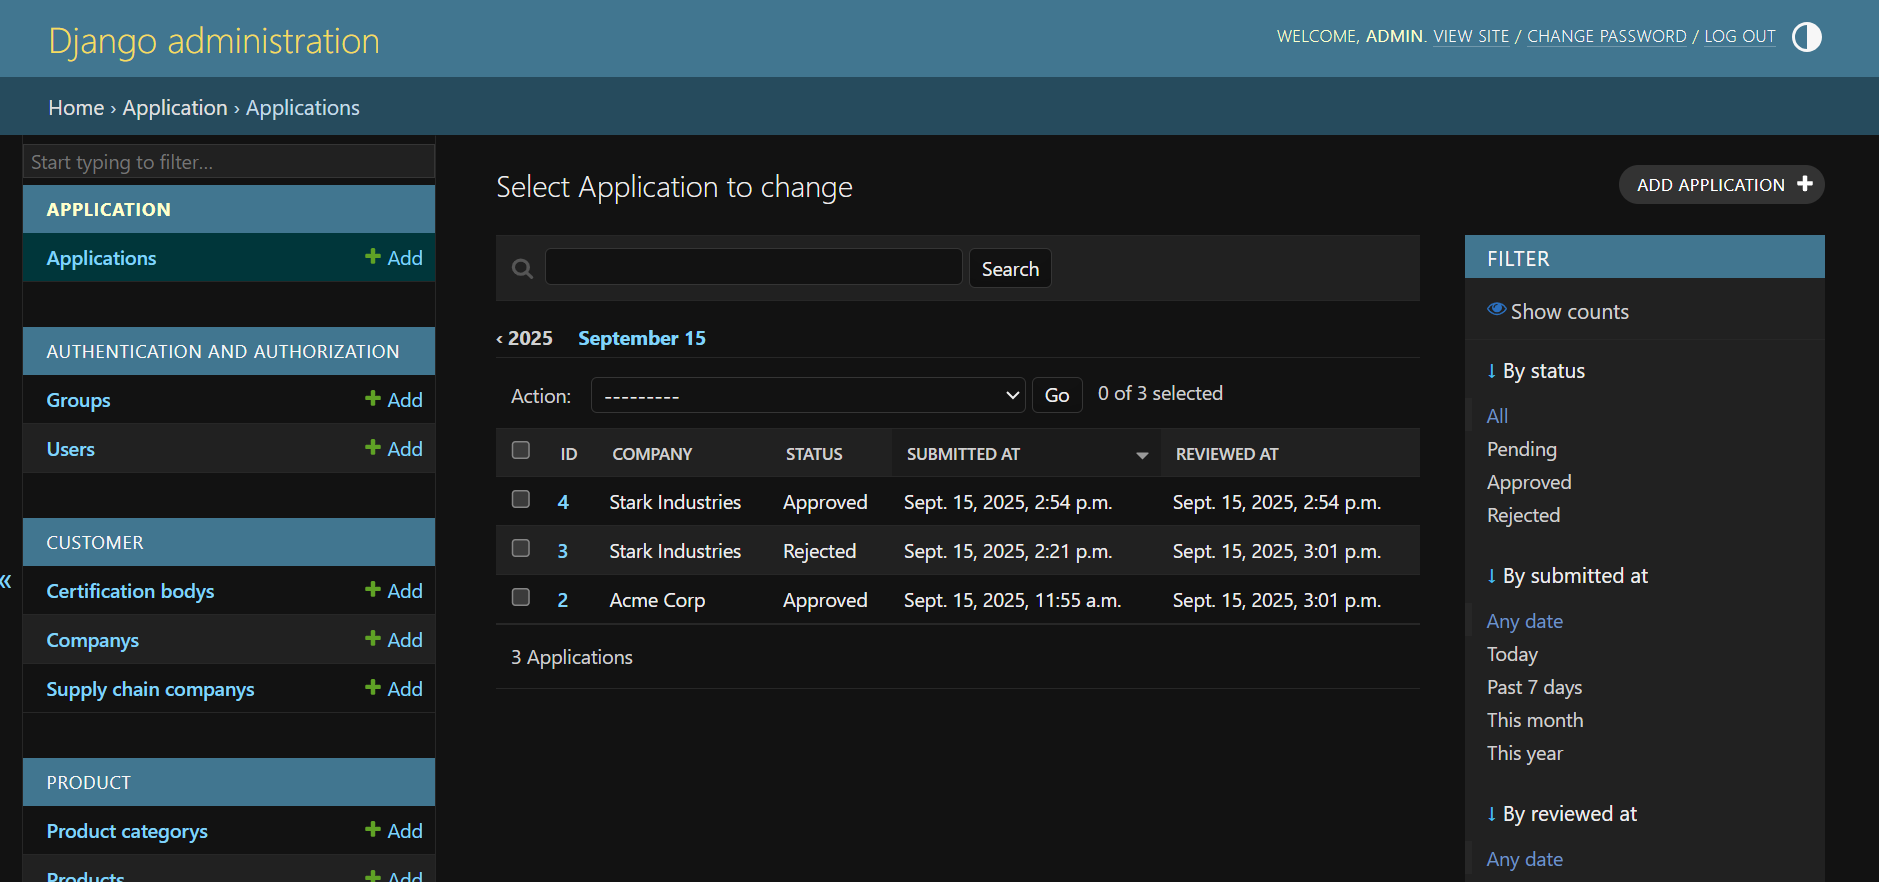 Django administration
WELCOME, ADMIN. VIEW SITE / CHANGE PASSWORD / LOG OUT
Home › Application › Applications
Start typing to filter...
APPLICATION
Applications + Add
AUTHENTICATION AND AUTHORIZATION
Groups + Add
Users + Add
CUSTOMER
Certification bodys + Add
Companys + Add
Supply chain companys + Add
PRODUCT
Product categorys + Add
Products + Add
«
Select Application to change
ADD APPLICATION +
Search
‹ 2025 September 15
Action: --------- Go 0 of 3 selected
ID COMPANY STATUS SUBMITTED AT REVIEWED AT
4 Stark Industries Approved Sept. 15, 2025, 2:54 p.m. Sept. 15, 2025, 2:54 p.m.
3 Stark Industries Rejected Sept. 15, 2025, 2:21 p.m. Sept. 15, 2025, 3:01 p.m.
2 Acme Corp Approved Sept. 15, 2025, 11:55 a.m. Sept. 15, 2025, 3:01 p.m.
3 Applications
FILTER
Show counts
↓ By status
All
Pending
Approved
Rejected
↓ By submitted at
Any date
Today
Past 7 days
This month
This year
↓ By reviewed at
Any date